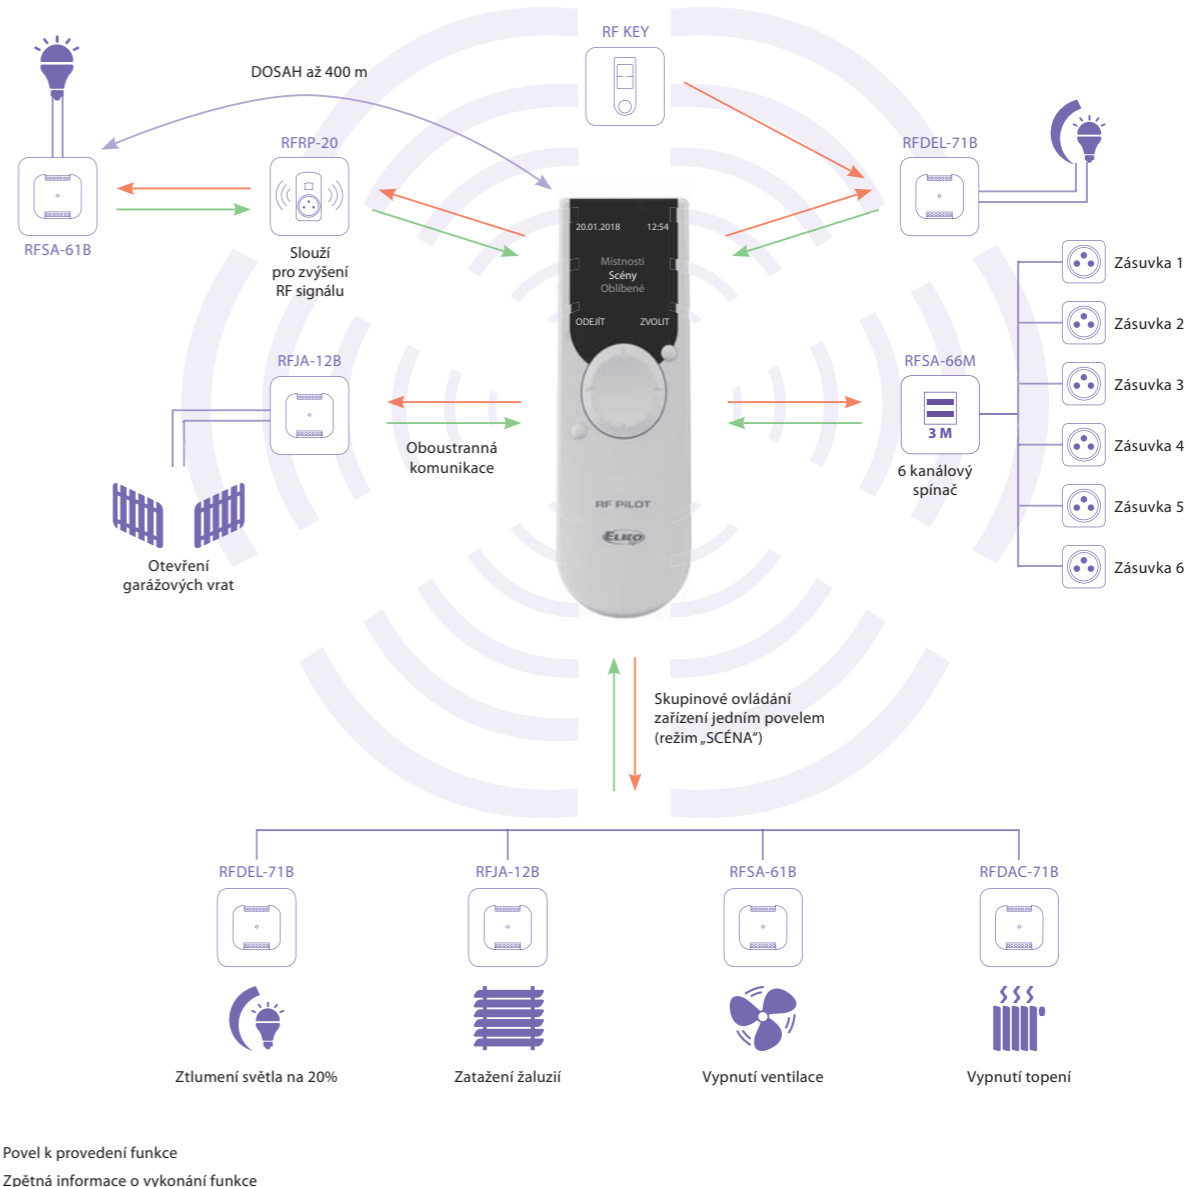 RF KEY
DOSAH až 400 m
RFRP-20
RFDEL-71B
RFSA-61B
Slouží
pro zvýšení
RF signálu
20.01.2018 12:54
Místnosti
Scény
Oblíbené
ODEJÍT ZVOLIT
Zásuvka 1
Zásuvka 2
Zásuvka 3
Zásuvka 4
Zásuvka 5
Zásuvka 6
RFJA-12B
RFSA-66M
3 M
6 kanálový
spínač
Oboustranná
komunikace
RF PILOT
ELKO
Otevření
garážových vrat
Skupinové ovládání
zařízení jedním povelem
(režim „SCÉNA“)
RFDEL-71B
RFJA-12B
RFSA-61B
RFDAC-71B
Ztlumení světla na 20%
Zatažení žaluzií
Vypnutí ventilace
Vypnutí topení
Povel k provedení funkce
Zpětná informace o vykonání funkce